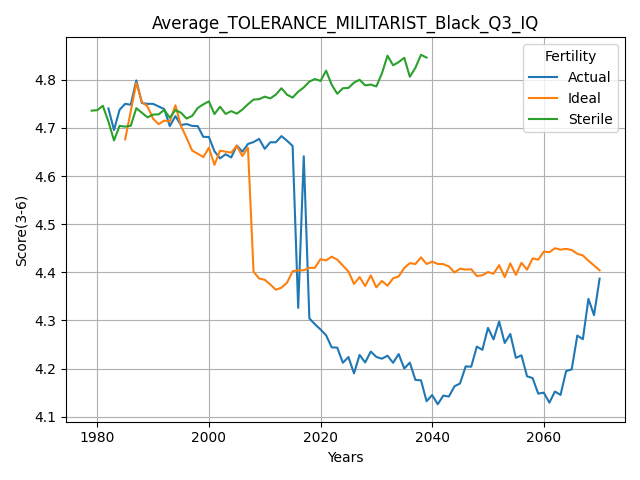 Average_TOLERANCE_MILITARIST_Black_Q3_IQ
Fertility
Actual
Ideal
Sterile
Score(3-6)
4.8
4.7
4.6
4.5
4.4
4.3
4.2
4.1
1980 2000 2020 2040 2060
Years